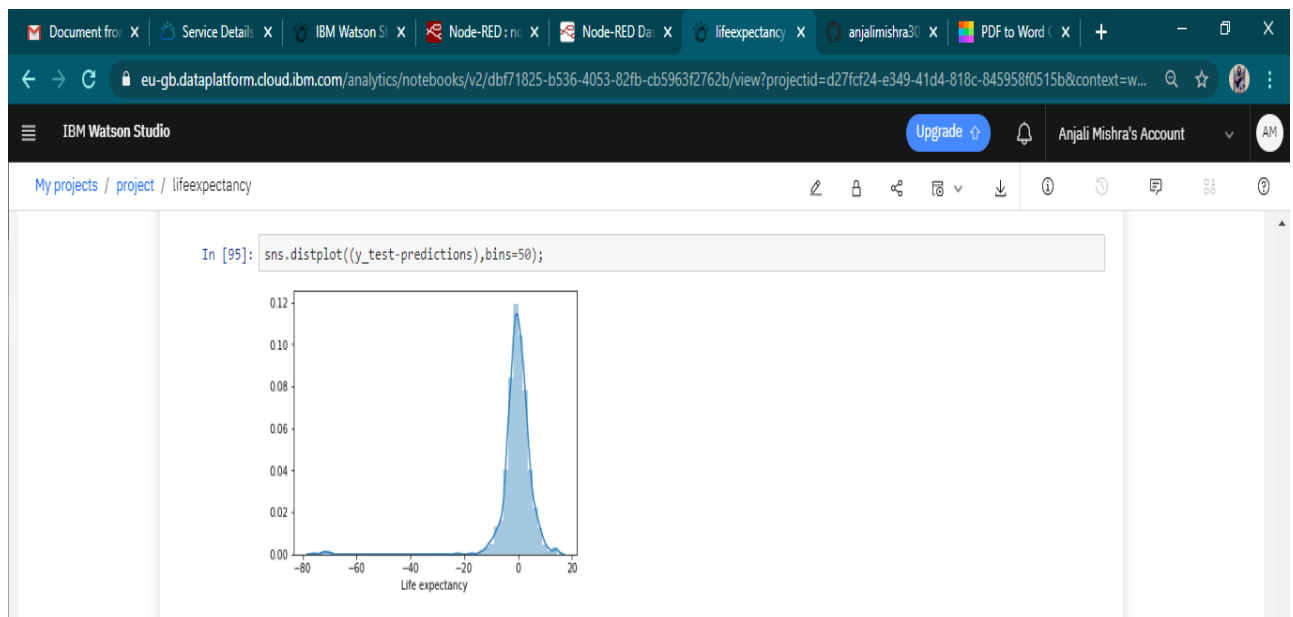 Document fror X Service Details X IBM Watson St X Node-RED : no X Node-RED Das X lifeexpectancy X anjalimishra30 X PDF to Word C X +
eu-gb.dataplatform.cloud.ibm.com/analytics/notebooks/v2/dbf71825-b536-4053-82fb-cb5963f2762b/view?projectid=d27fcf24-e349-41d4-818c-845958f0515b&context=w...
IBM Watson Studio Upgrade Anjali Mishra's Account AM
My projects / project / lifeexpectancy
In [95]: sns.distplot((y_test-predictions),bins=50);
0.12
0.10
0.08
0.06
0.04
0.02
0.00
−80 −60 −40 −20 0 20
Life expectancy